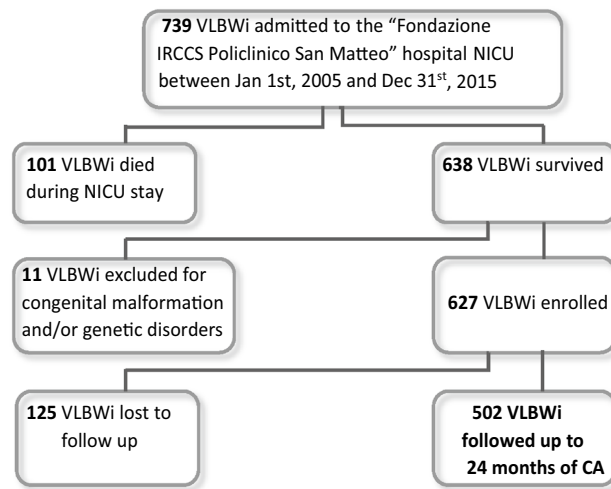 739 VLBWi admitted to the “Fondazione
IRCCS Policlinico San Matteo” hospital NICU
between Jan 1st, 2005 and Dec 31st, 2015
101 VLBWi died
during NICU stay
638 VLBWi survived
11 VLBWi excluded for
congenital malformation
and/or genetic disorders
627 VLBWi enrolled
125 VLBWi lost to
follow up
502 VLBWi
followed up to
24 months of CA